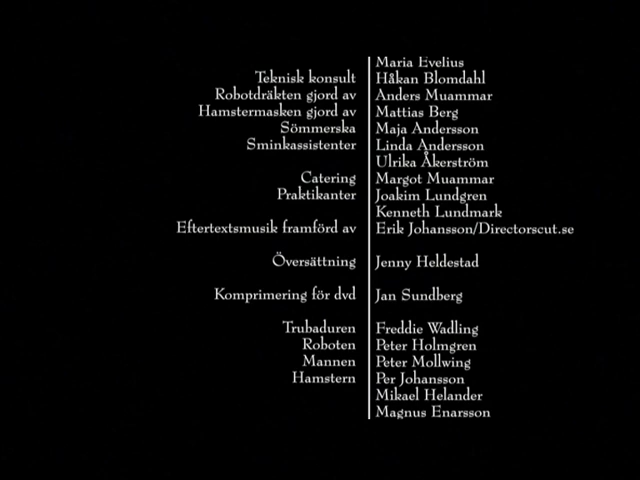 Maria Evelius
Teknisk konsult Håkan Blomdahl
Robotdräkten gjord av Anders Muammar
Hamstermasken gjord av Mattias Berg
Sömmerska Maja Andersson
Sminkassistenter Linda Andersson
Ulrika Åkerström
Catering Margot Muammar
Praktikanter Joakim Lundgren
Kenneth Lundmark
Eftertextsmusik framförd av Erik Johansson/Directorscut.se
Översättning Jenny Heldestad
Komprimering för dvd Jan Sundberg
Trubaduren Freddie Wadling
Roboten Peter Holmgren
Mannen Peter Mollwing
Hamstern Per Johansson
Mikael Helander
Magnus Enarsson